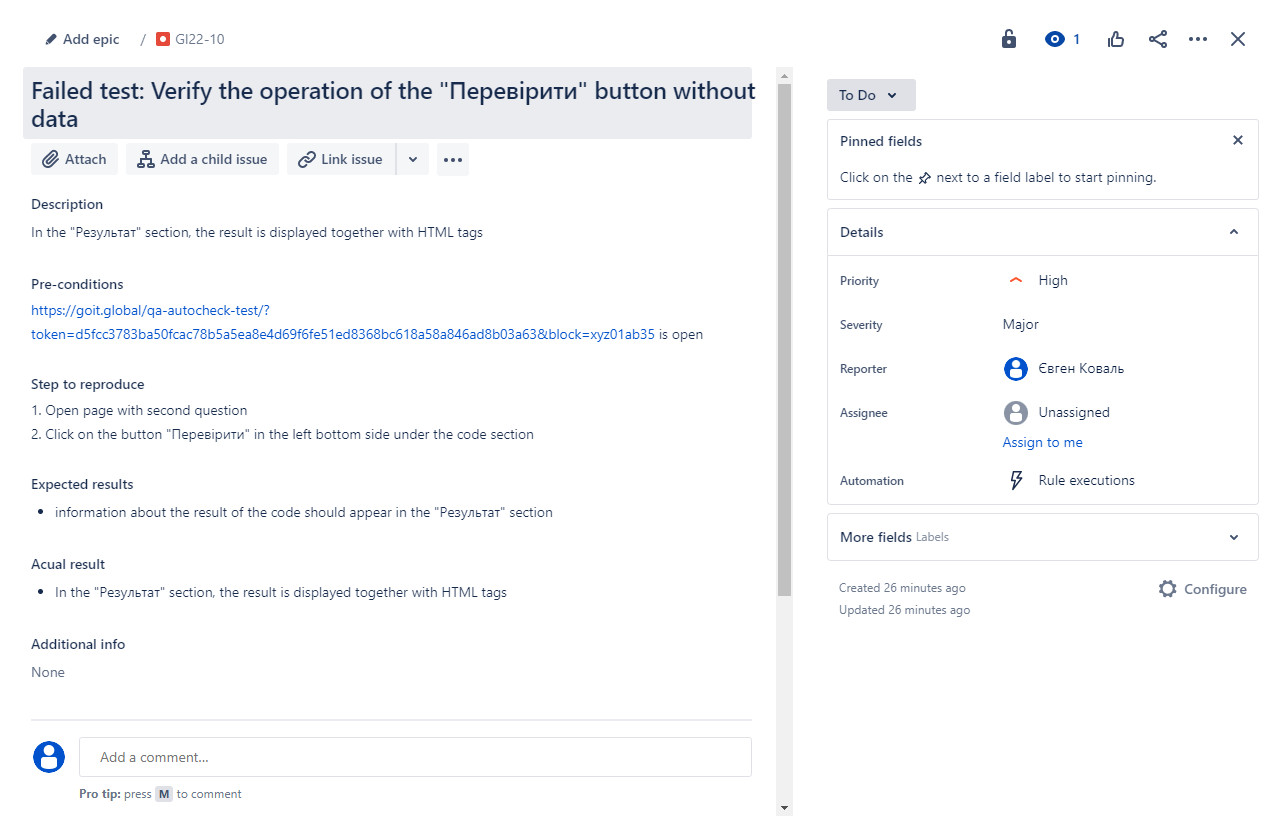 Add epic / GI22-10
1
Failed test: Verify the operation of the "Перевірити" button without
data
Attach
Add a child issue
Link issue
Description
In the "Результат" section, the result is displayed together with HTML tags
Pre-conditions
https://goit.global/qa-autocheck-test/?
token=d5fcc3783ba50fcac78b5a5ea8e4d69f6fe51ed8368bc618a58a846ad8b03a63&block=xyz01ab35 is open
Step to reproduce
1. Open page with second question
2. Click on the button "Перевірити" in the left bottom side under the code section
Expected results
• information about the result of the code should appear in the "Результат" section
Acual result
• In the "Результат" section, the result is displayed together with HTML tags
Additional info
None
Add a comment...
Pro tip: press M to comment
To Do
Pinned fields
Click on the next to a field label to start pinning.
Details
Priority
High
Severity
Major
Reporter
Євген Коваль
Assignee
Unassigned
Assign to me
Automation
Rule executions
More fields Labels
Created 26 minutes ago
Configure
Updated 26 minutes ago